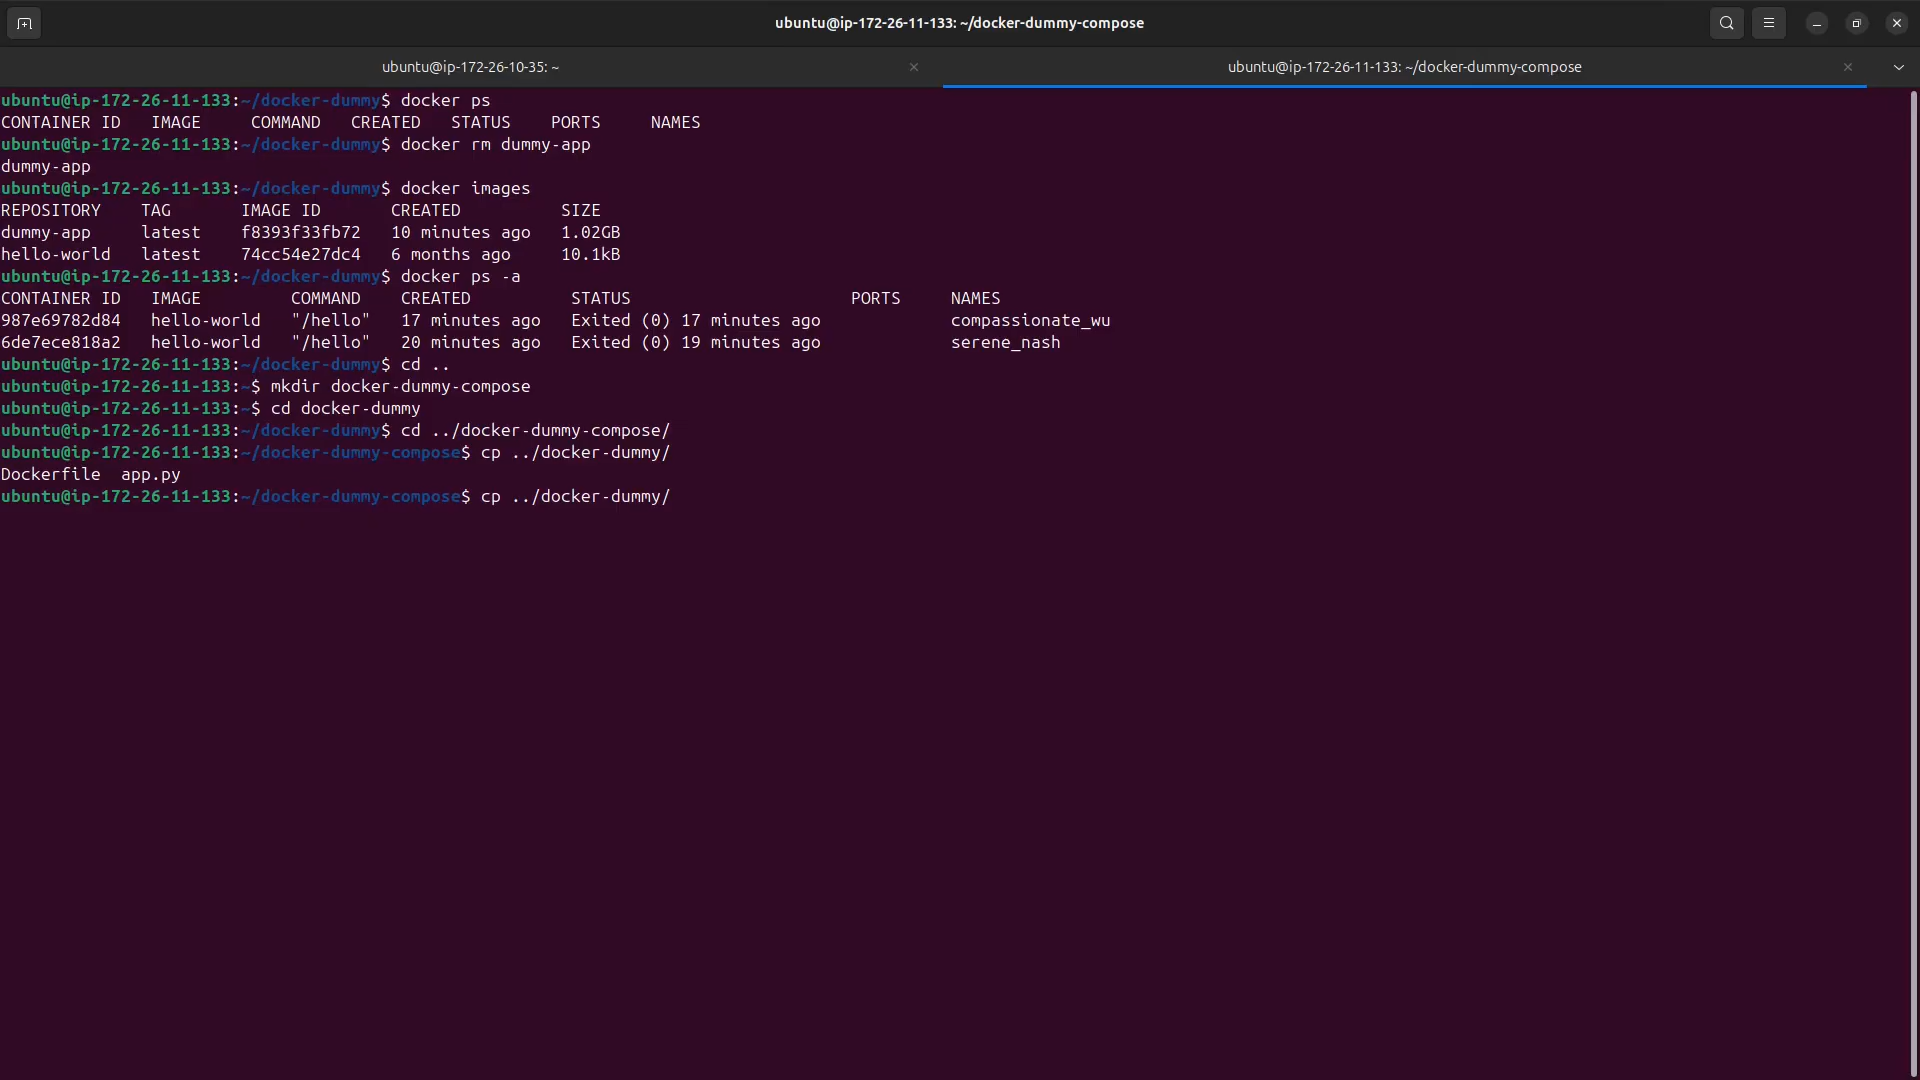 ubuntu@ip-172-26-11-133: ~/docker-dummy-compose
ubuntu@ip-172-26-10-35: ~
ubuntu@ip-172-26-11-133: ~/docker-dummy-compose
ubuntu@ip-172-26-11-133:~/docker-dummy$ docker ps
CONTAINER ID   IMAGE     COMMAND   CREATED   STATUS    PORTS     NAMES
ubuntu@ip-172-26-11-133:~/docker-dummy$ docker rm dummy-app
dummy-app
ubuntu@ip-172-26-11-133:~/docker-dummy$ docker images
REPOSITORY    TAG       IMAGE ID       CREATED          SIZE
dummy-app     latest    f8393f33fb72   10 minutes ago   1.02GB
hello-world   latest    74cc54e27dc4   6 months ago     10.1kB
ubuntu@ip-172-26-11-133:~/docker-dummy$ docker ps -a
CONTAINER ID   IMAGE         COMMAND    CREATED          STATUS                      PORTS     NAMES
987e69782d84   hello-world   "/hello"   17 minutes ago   Exited (0) 17 minutes ago             compassionate_wu
6de7ece818a2   hello-world   "/hello"   20 minutes ago   Exited (0) 19 minutes ago             serene_nash
ubuntu@ip-172-26-11-133:~/docker-dummy$ cd ..
ubuntu@ip-172-26-11-133:~$ mkdir docker-dummy-compose
ubuntu@ip-172-26-11-133:~$ cd docker-dummy
ubuntu@ip-172-26-11-133:~/docker-dummy$ cd ../docker-dummy-compose/
ubuntu@ip-172-26-11-133:~/docker-dummy-compose$ cp ../docker-dummy/
Dockerfile  app.py
ubuntu@ip-172-26-11-133:~/docker-dummy-compose$ cp ../docker-dummy/